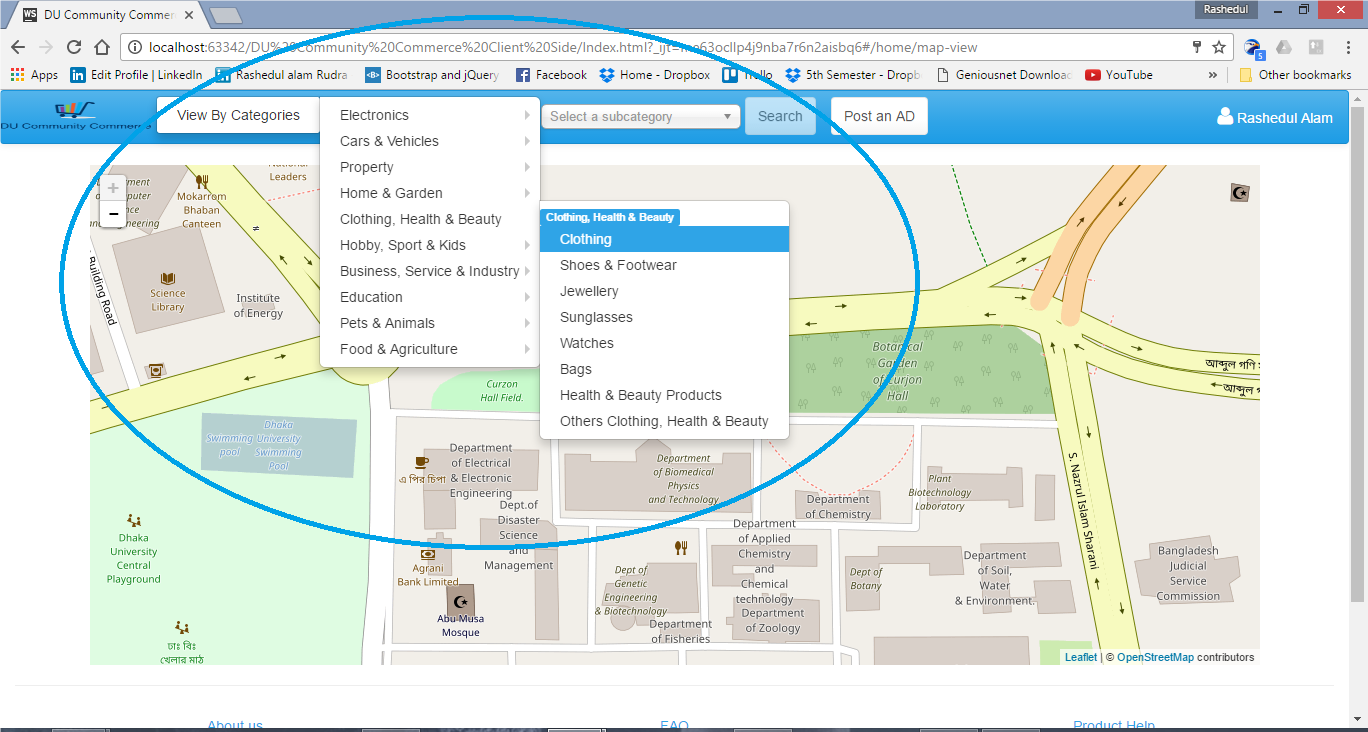 DU Community Commerc
Rashedul
localhost:63342/DU%20Community%20Commerce%20Client%20Side/Index.html?_ijt=
#/home/map-view
Apps
Edit Profile | LinkedIn
Rashedul alam Rudra
Bootstrap and jQuery
Facebook
Home - Dropbox
Trello
5th Semester - Dropb
Geniousnet Downloac
YouTube
»
Other bookmarks
DU Community Commerce
View By Categories
Select a subcategory
Search
Post an AD
Rashedul Alam
Electronics
Cars & Vehicles
Property
Home & Garden
Clothing, Health & Beauty
Hobby, Sport & Kids
Business, Service & Industry
Education
Pets & Animals
Food & Agriculture
Clothing, Health & Beauty
Clothing
Shoes & Footwear
Jewellery
Sunglasses
Watches
Bags
Health & Beauty Products
Others Clothing, Health & Beauty
+
-
National
Leaders
Mokarrom
Bhaban
Canteen
Building Road
Science
Library
Institute
of Energy
Curzon
Hall Field.
Botanical
Garden
of Curjon
Hall
আব্দুল গণি
আব্দুল গণি
Dhaka
University
Swimming
Pool
Swimming
pool
Department
of Electrical
& Electronic
Engineering
এ পির চিপা
Department
of Biomedical
Physics
and Technology
Department
of Chemistry
Plant
Biotechnology
Laboratory
S. Nazrul Islam Sharani
Dept.of
Disaster
Science
and
Management
Department
of Applied
Chemistry
and
Chemical
technology
Dhaka
University
Central
Playground
Agrani
Bank Limited
Dept of
Genetic
Engineering
& Biotechnology
Dept of
Botany
Department
of Soil,
Water
& Environment.
Bangladesh
Judicial
Service
Commission
Abu Musa
Mosque
Department
of Fisheries
Department
of Zoology
ঢাঃ বিঃ
খেলার মাঠ
Leaflet | © OpenStreetMap contributors
About us
FAQ
Product Help